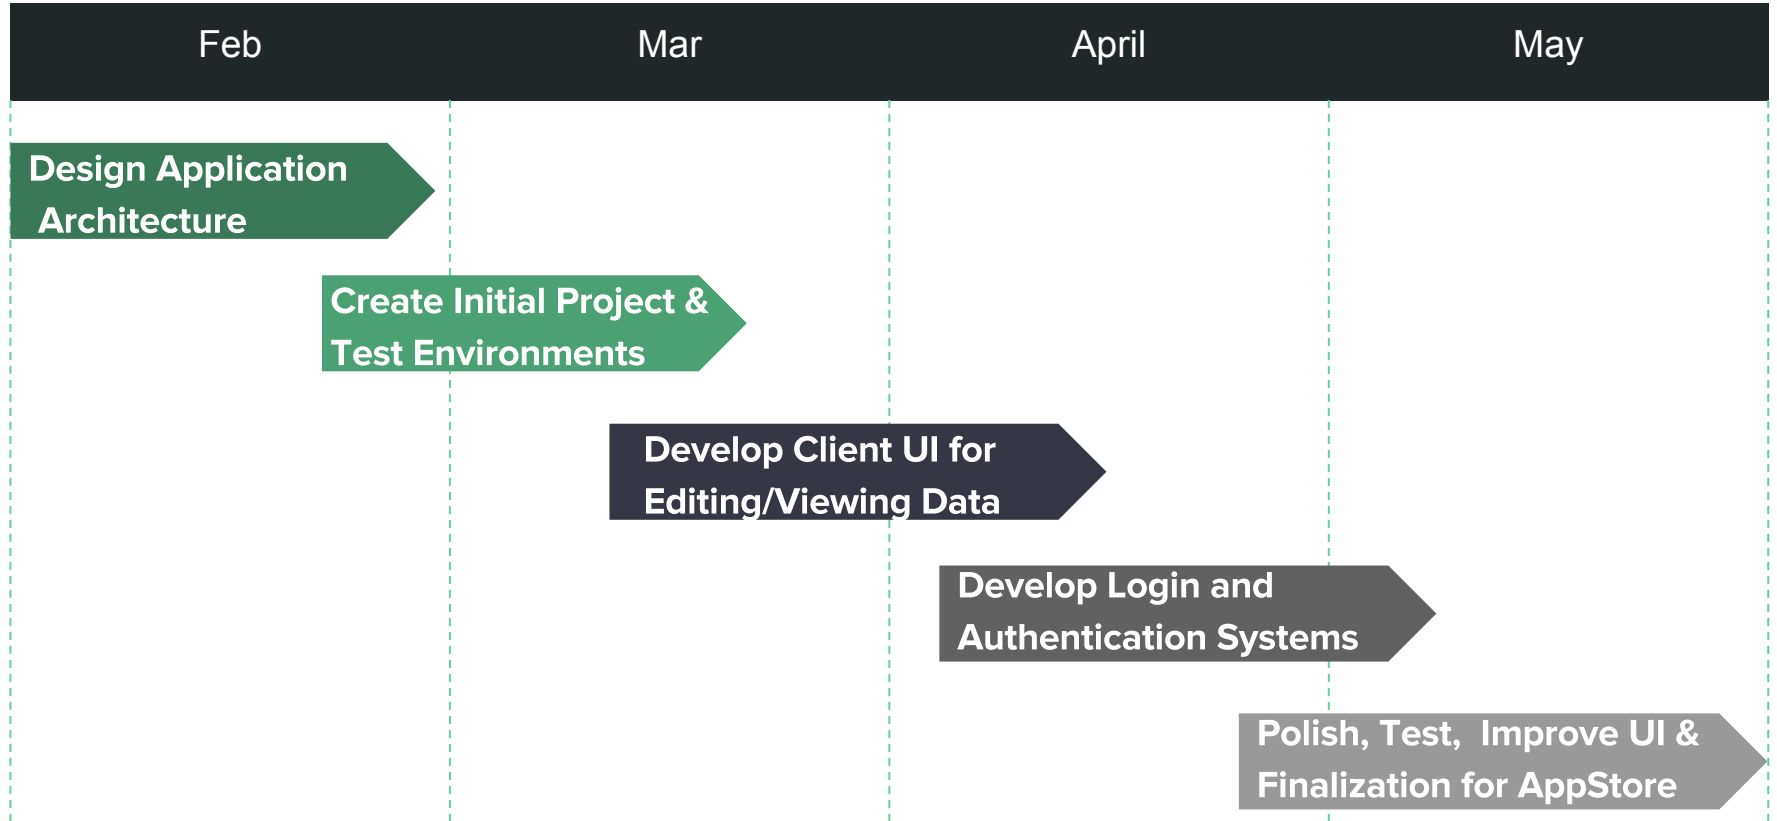 Feb Mar April May
Design Application
Architecture
Create Initial Project &
Test Environments
Develop Client UI for
Editing/Viewing Data
Develop Login and
Authentication Systems
Polish, Test,  Improve UI &
Finalization for AppStore